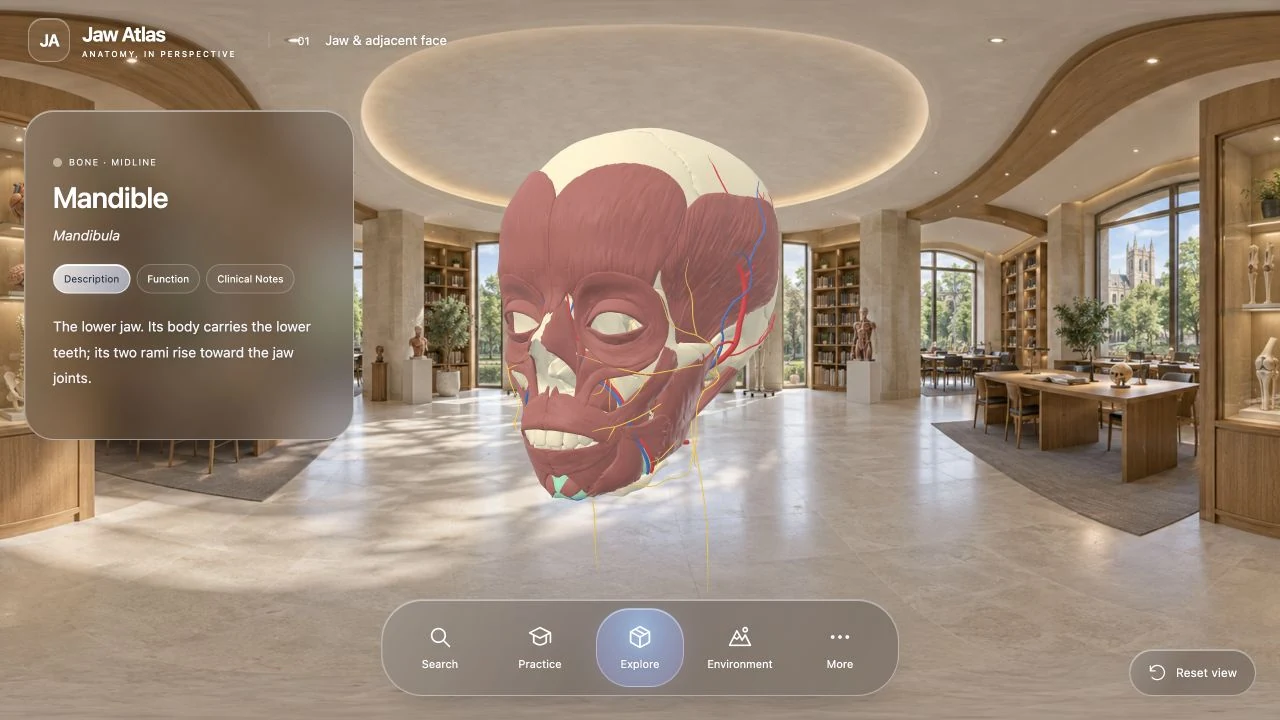 JA
Jaw Atlas
ANATOMY, IN PERSPECTIVE
01 Jaw & adjacent face
BONE · MIDLINE
Mandible
Mandibula
Description Function Clinical Notes
The lower jaw. Its body carries the lower
teeth; its two rami rise toward the jaw
joints.
Search Practice Explore Environment More
Reset view